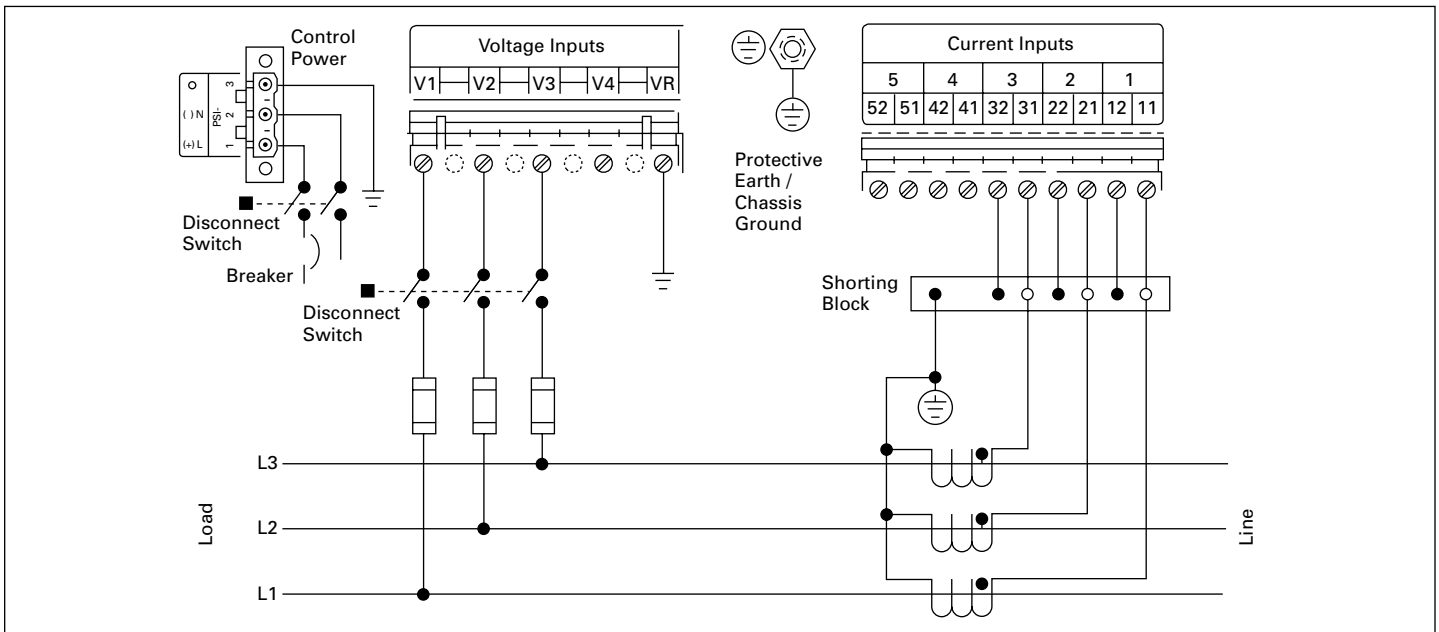 Control
Power
3
2
1
PSI-
( ) N
(+) L
Disconnect
Switch
Breaker
Voltage Inputs
V1 V2 V3 V4 VR
Disconnect
Switch
Protective
Earth /
Chassis
Ground
Current Inputs
5 4 3 2 1
52 51 42 41 32 31 22 21 12 11
Shorting
Block
L3
L2
L1
Load
Line